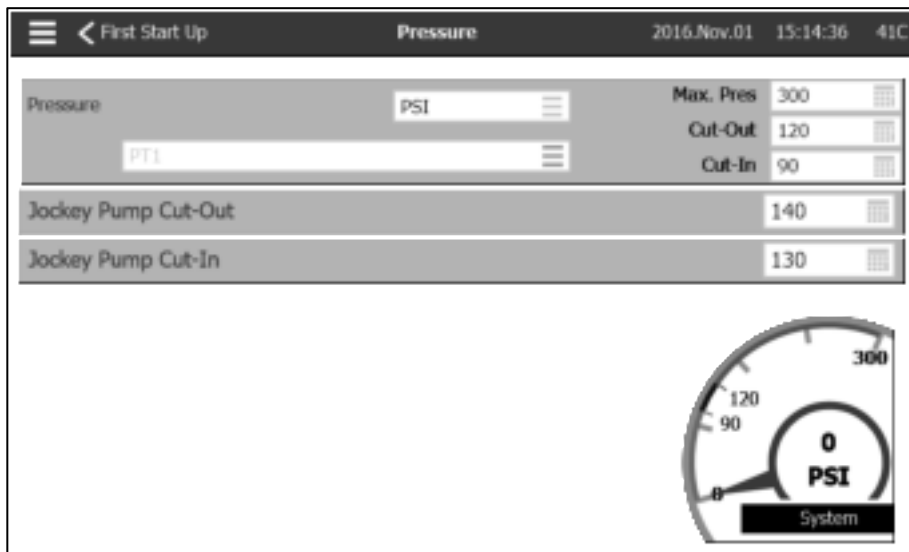 First Start Up Pressure 2016.Nov.01 15:14:36 41C
Pressure PSI Max. Pres 300
Cut-Out 120
PT1 Cut-In 90
Jockey Pump Cut-Out 140
Jockey Pump Cut-In 130
300
120
90
0
PSI
0
System